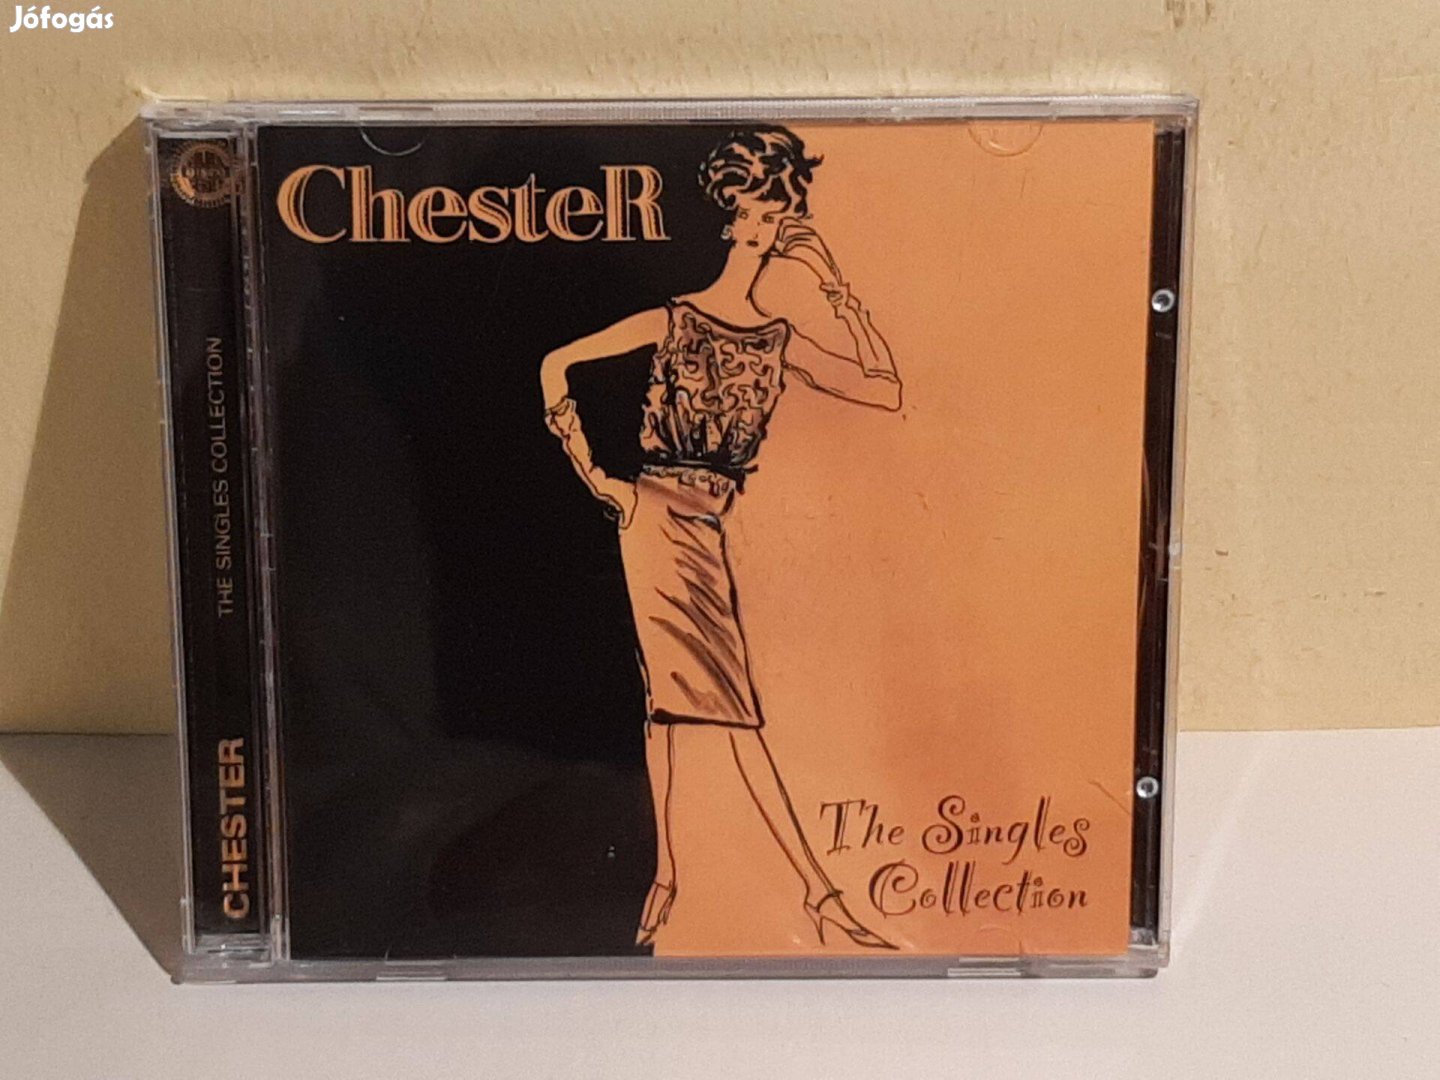 Jófogás
ChesteR
THE SINGLES COLLECTION
CHESTER
The Singles
Collection